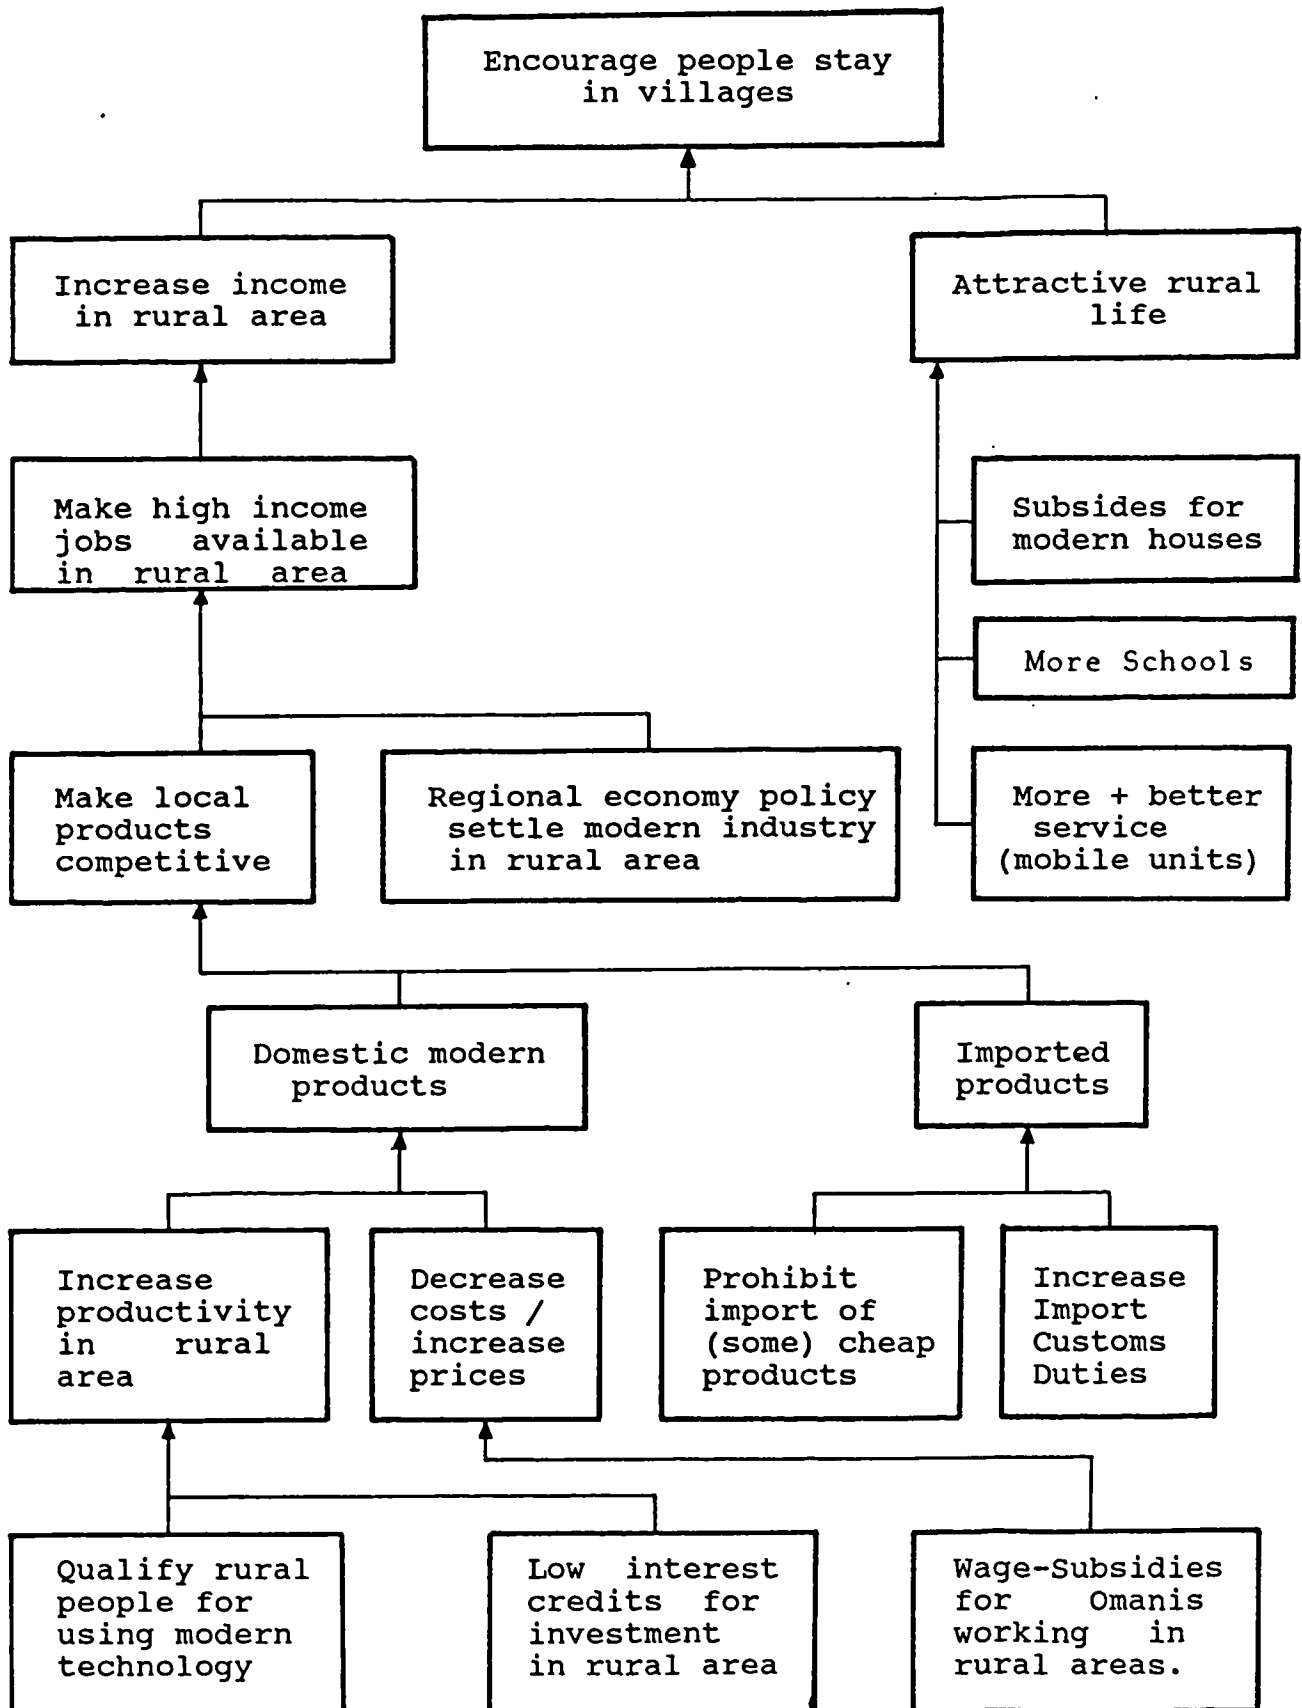 Encourage people stay
in villages
Increase income
in rural area
Attractive rural
life
Make high income
jobs available
in rural area
Subsides for
modern houses
More Schools
Make local
products
competitive
Regional economy policy
settle modern industry
in rural area
More + better
service
(mobile units)
Domestic modern
products
Imported
products
Increase
productivity
in rural
area
Decrease
costs /
increase
prices
Prohibit
import of
(some) cheap
products
Increase
Import
Customs
Duties
Qualify rural
people for
using modern
technology
Low interest
credits for
investment
in rural area
Wage-Subsidies
for Omanis
working in
rural areas.